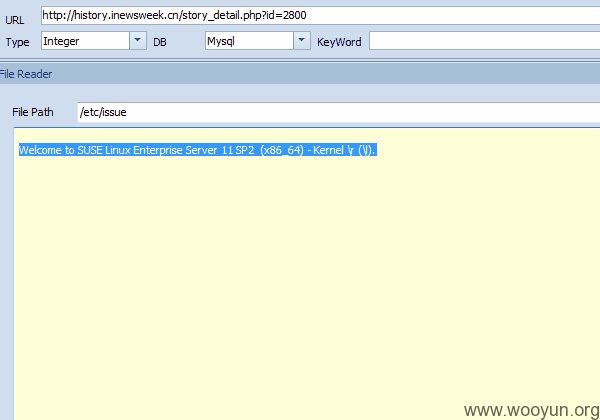 URL http://history.inewsweek.cn/story_detail.php?id=2800
Type Integer DB Mysql KeyWord
File Reader
File Path /etc/issue
Welcome to SUSE Linux Enterprise Server 11 SP2 (x86_64) - Kernel \r (\l).
www.wooyun.org